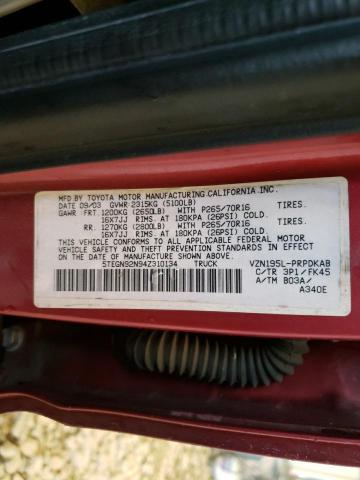 MFD. BY TOYOTA MOTOR MANUFACTURING,CALIFORNIA,INC.
DATE 09/03 GVWR 2315KG (5100LB)
GAWR FRT. 1200KG (2650LB) WITH P265/70R16 TIRES.
16X7JJ RIMS. AT 180KPA (26PSI) COLD.
RR. 1270KG (2800LB) WITH P265/70R16 TIRES.
16X7JJ RIMS. AT 180KPA (26PSI) COLD.
THIS VEHICLE CONFORMS TO ALL APPLICABLE FEDERAL MOTOR
VEHICLE SAFETY AND THEFT PREVENTION STANDARDS
IN EFFECT ON THE DATE OF MANUFACTURE SHOWN ABOVE.
5TEGN92N94Z310134 TRUCK VZN195L-PRPDKAB
C/TR 3P1/FK45
A/TM B03A/
A340E